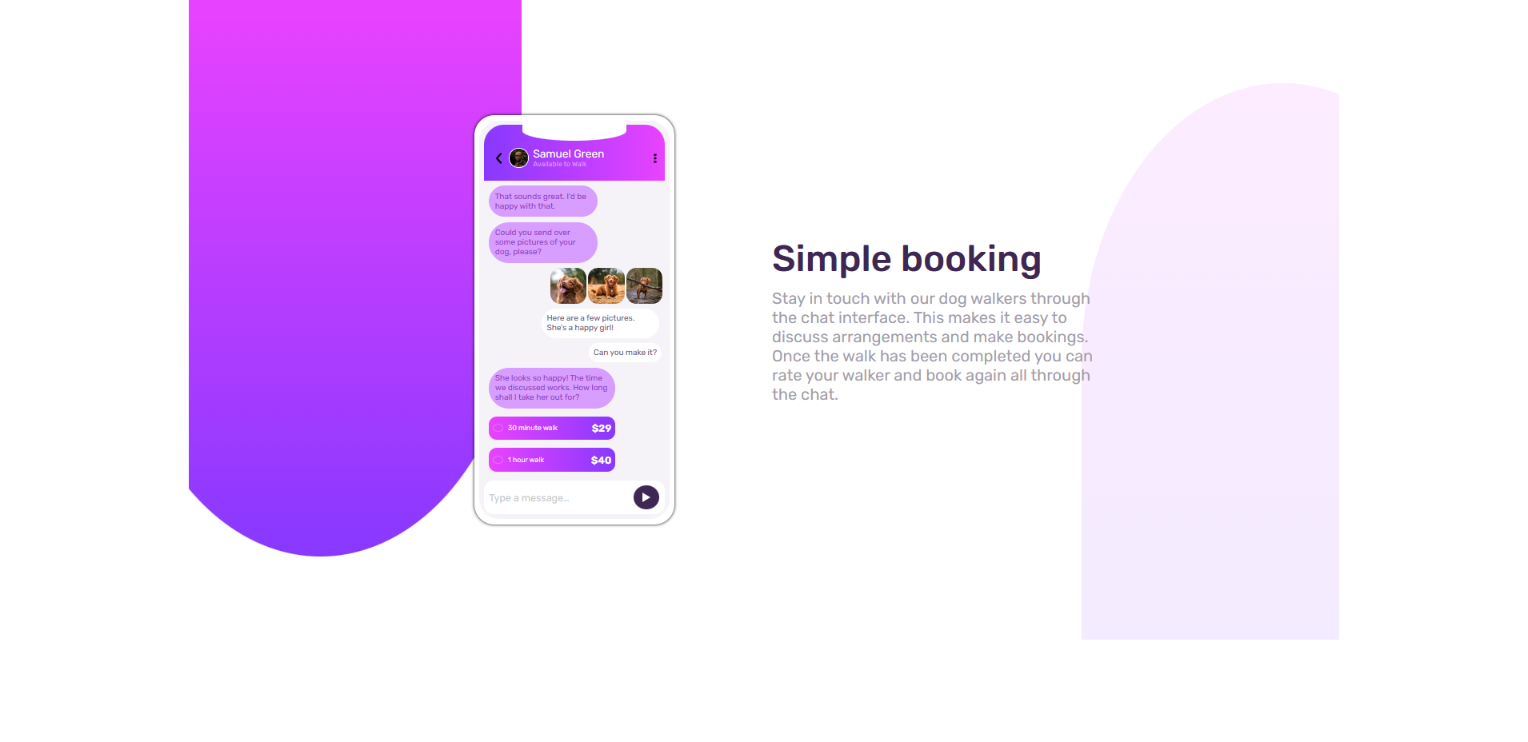 Samuel Green
Available to Walk
That sounds great. I'd be
happy with that.
Could you send over
some pictures of your
dog, please?
Here are a few pictures.
She's a happy girl!
Can you make it?
She looks so happy! The time
we discussed works. How long
shall I take her out for?
30 minute walk $29
1 hour walk $40
Type a message…
Simple booking
Stay in touch with our dog walkers through
the chat interface. This makes it easy to
discuss arrangements and make bookings.
Once the walk has been completed you can
rate your walker and book again all through
the chat.